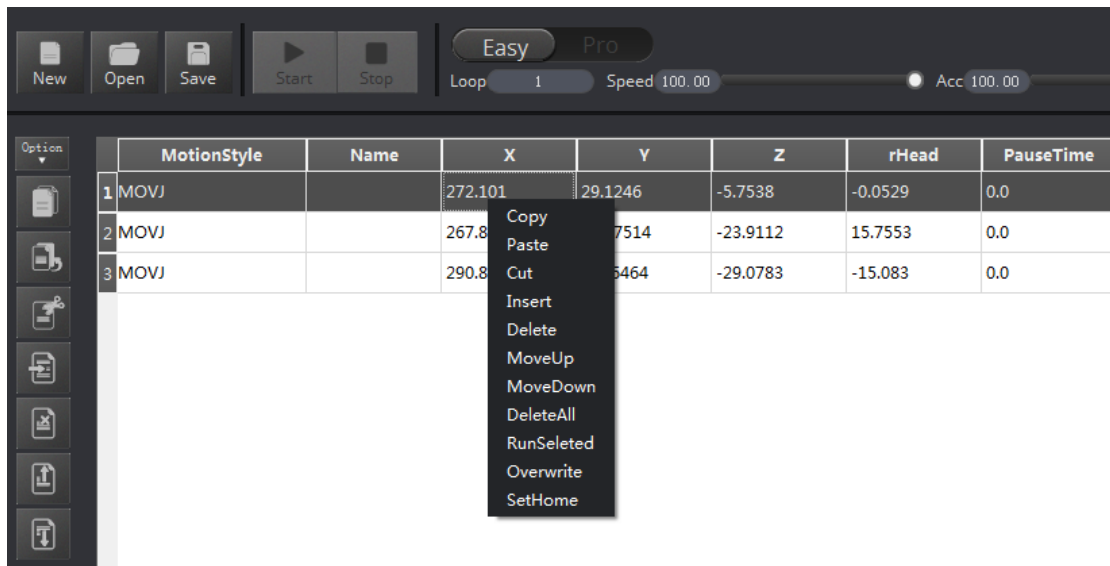 Easy Pro
New Open Save Start Stop
Loop 1 Speed 100.00 Acc 100.00
Option
MotionStyle Name X Y Z rHead PauseTime
1 MOVJ 272.101 29.1246 -5.7538 -0.0529 0.0
2 MOVJ 267.8 7514 -23.9112 15.7553 0.0
3 MOVJ 290.8 5464 -29.0783 -15.083 0.0
Copy
Paste
Cut
Insert
Delete
MoveUp
MoveDown
DeleteAll
RunSeleted
Overwrite
SetHome